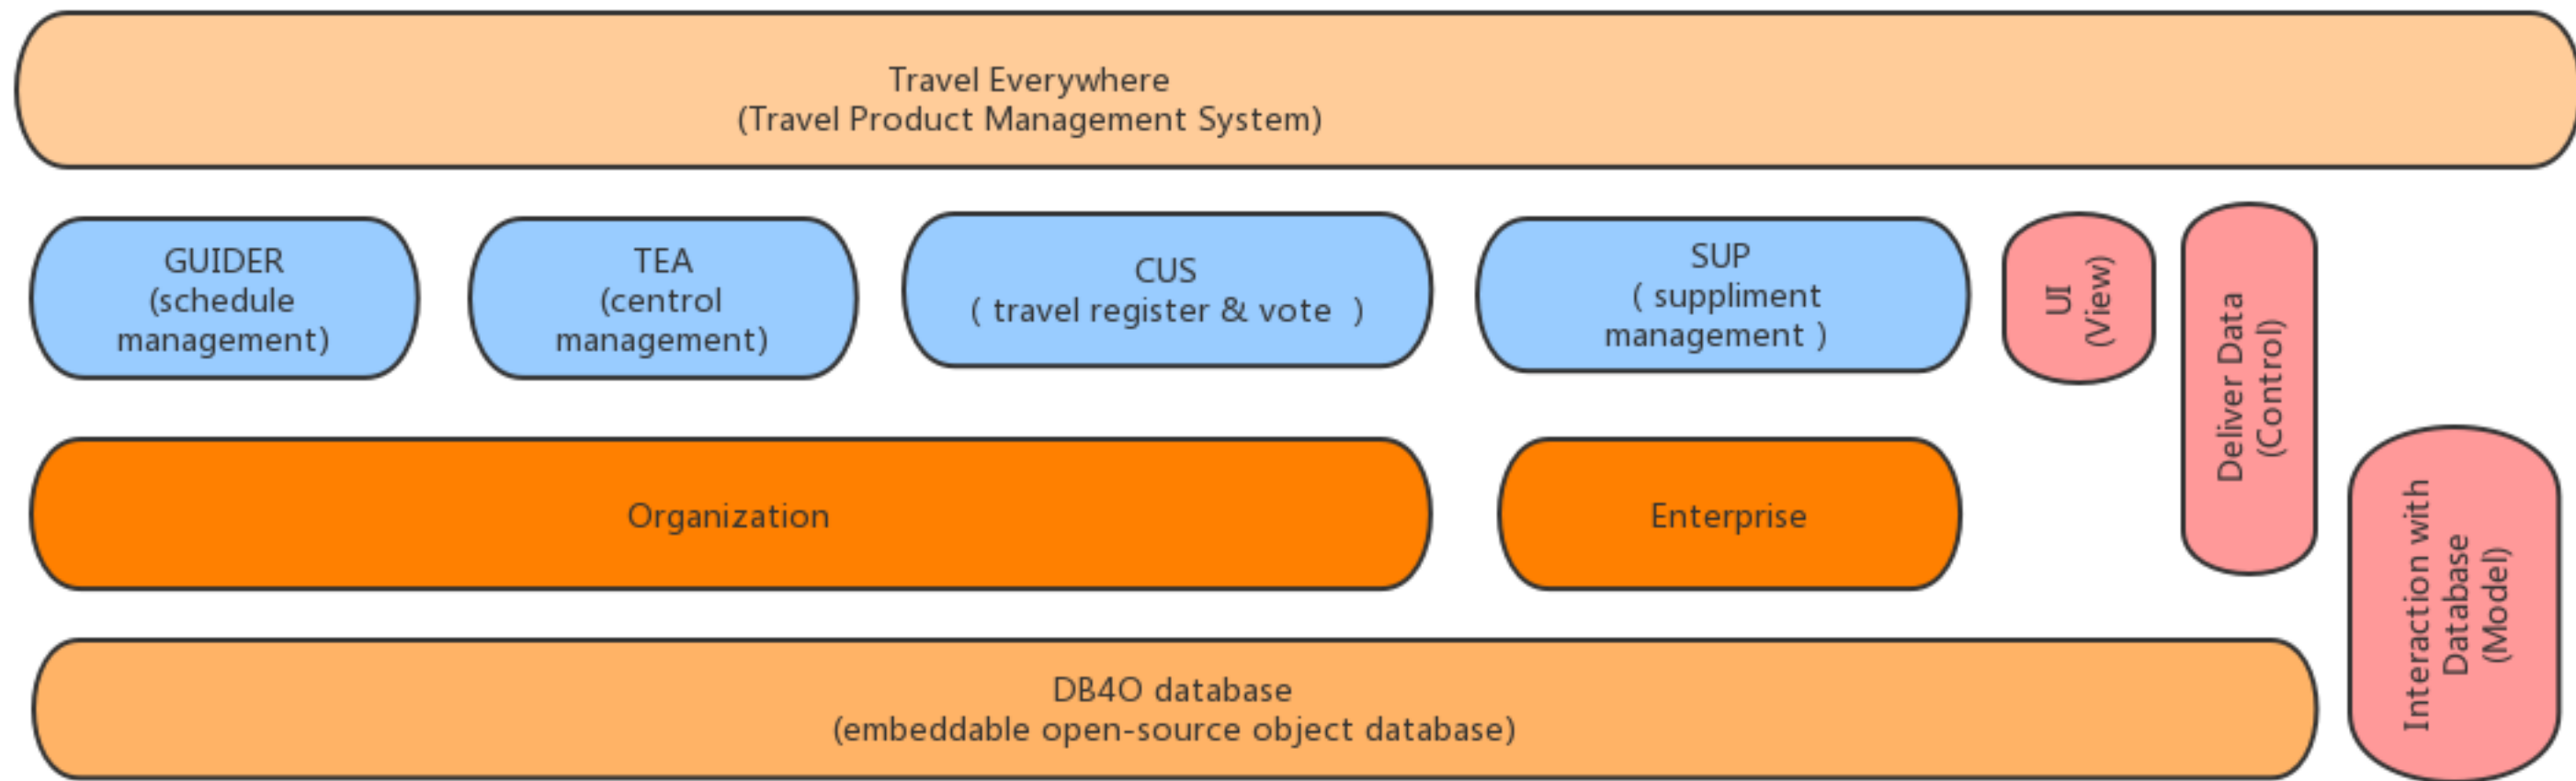 Travel Everywhere
(Travel Product Management System)
GUIDER
(schedule
management)
TEA
(centrol
management)
CUS
( travel register & vote  )
SUP
( suppliment
management )
UI
(View)
Deliver Data
(Control)
Organization
Enterprise
Interaction with
Database
(Model)
DB4O database
(embeddable open-source object database)